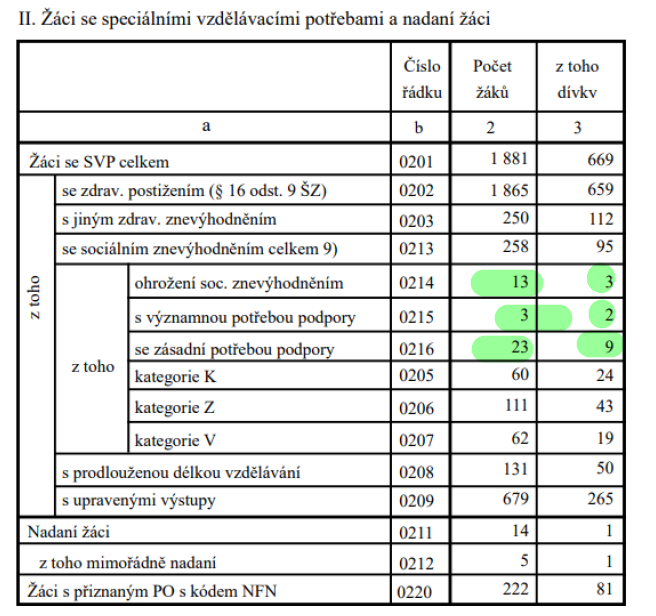 II. Žáci se speciálními vzdělávacími potřebami a nadaní žáci
Číslo řádku Počet žáků z toho dívkv
a b 2 3
Žáci se SVP celkem 0201 1 881 669
z toho
se zdrav. postižením (§ 16 odst. 9 ŠZ) 0202 1 865 659
s jiným zdrav. znevýhodněním 0203 250 112
se sociálním znevýhodněním celkem 9) 0213 258 95
z toho
ohrožení soc. znevýhodněním 0214 13 3
s významnou potřebou podpory 0215 3 2
se zásadní potřebou podpory 0216 23 9
kategorie K 0205 60 24
kategorie Z 0206 111 43
kategorie V 0207 62 19
s prodlouženou délkou vzdělávání 0208 131 50
s upravenými výstupy 0209 679 265
Nadaní žáci 0211 14 1
z toho mimořádně nadaní 0212 5 1
Žáci s přiznaným PO s kódem NFN 0220 222 81